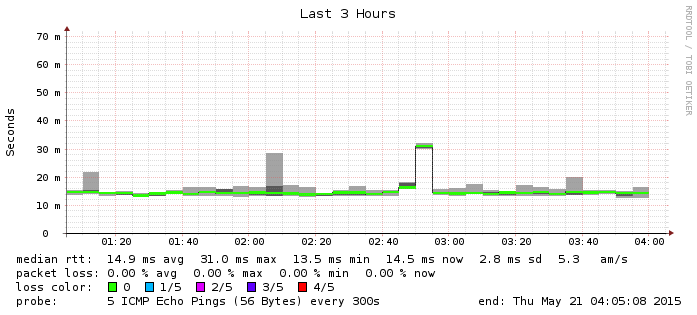 Last 3 Hours
RRDTOOL / TOBI OETIKER
Seconds
70 m
60 m
50 m
40 m
30 m
20 m
10 m
0
01:20 01:40 02:00 02:20 02:40 03:00 03:20 03:40 04:00
median rtt: 14.9 ms avg 31.0 ms max 13.5 ms min 14.5 ms now 2.8 ms sd 5.3 am/s
packet loss: 0.00 % avg 0.00 % max 0.00 % min 0.00 % now
loss color: 0 1/5 2/5 3/5 4/5
probe: 5 ICMP Echo Pings (56 Bytes) every 300s end: Thu May 21 04:05:08 2015